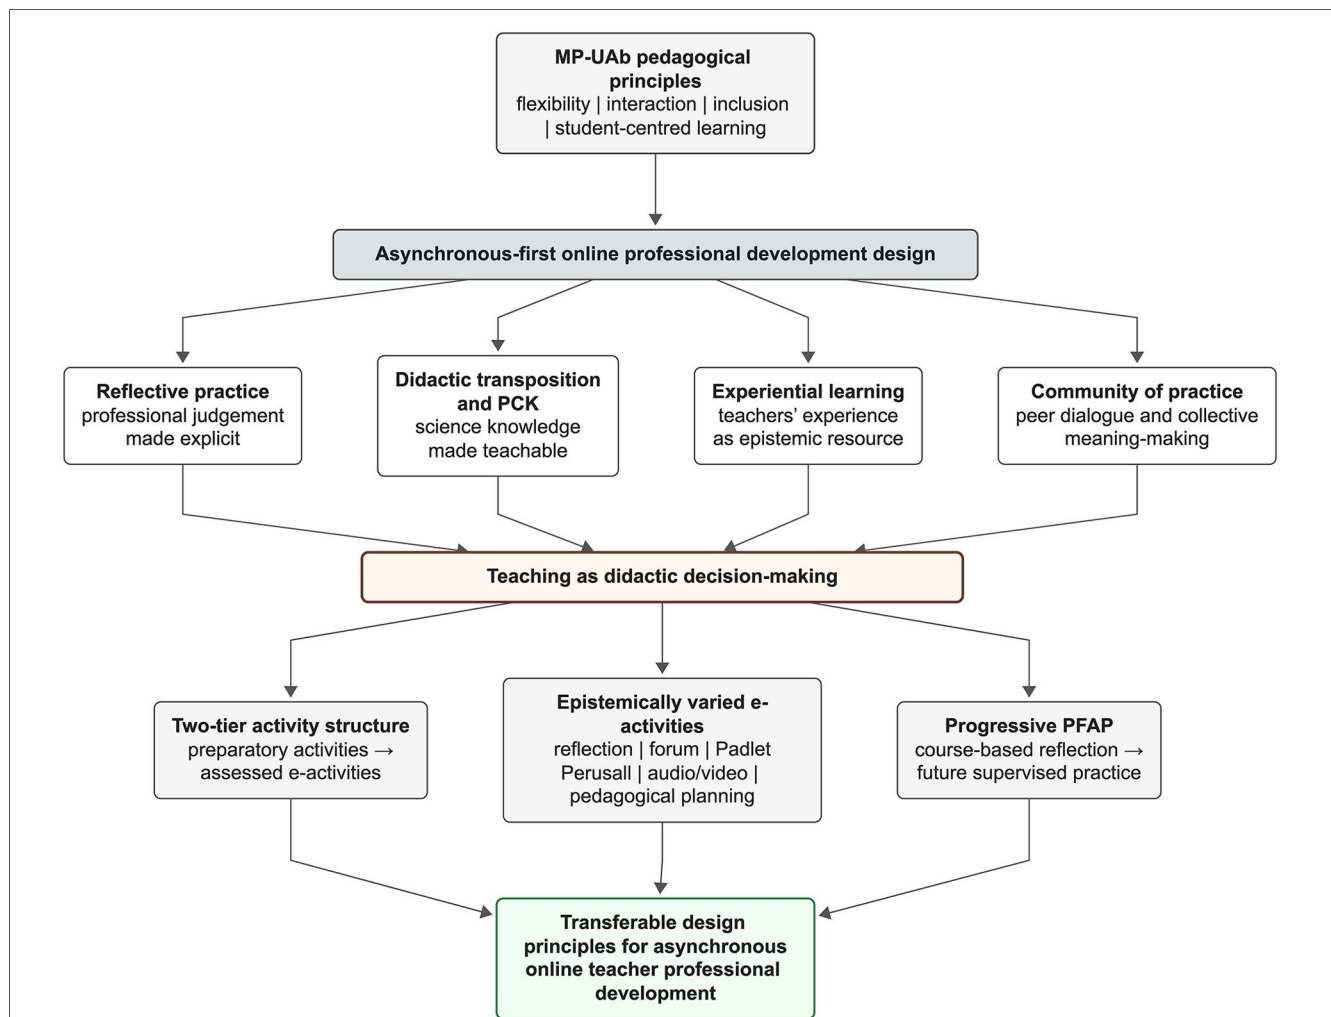 MP-UAb pedagogical
principles
flexibility | interaction | inclusion
| student-centred learning
Asynchronous-first online professional development design
Reflective practice
professional judgement
made explicit
Didactic transposition
and PCK
science knowledge
made teachable
Experiential learning
teachers’ experience
as epistemic resource
Community of practice
peer dialogue and collective
meaning-making
Teaching as didactic decision-making
Two-tier activity structure
preparatory activities →
assessed e-activities
Epistemically varied e-
activities
reflection | forum | Padlet
Perusall | audio/video |
pedagogical planning
Progressive PFAP
course-based reflection →
future supervised practice
Transferable design
principles for asynchronous
online teacher professional
development